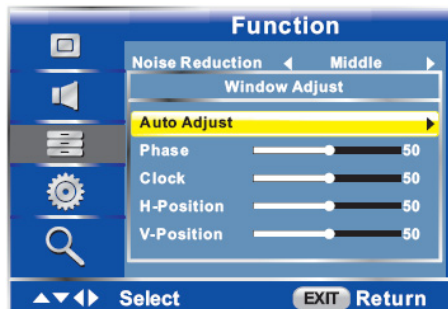 Function
Noise Reduction Middle
Window Adjust
Auto Adjust
Phase 50
Clock 50
H-Position 50
V-Position 50
Select EXIT Return